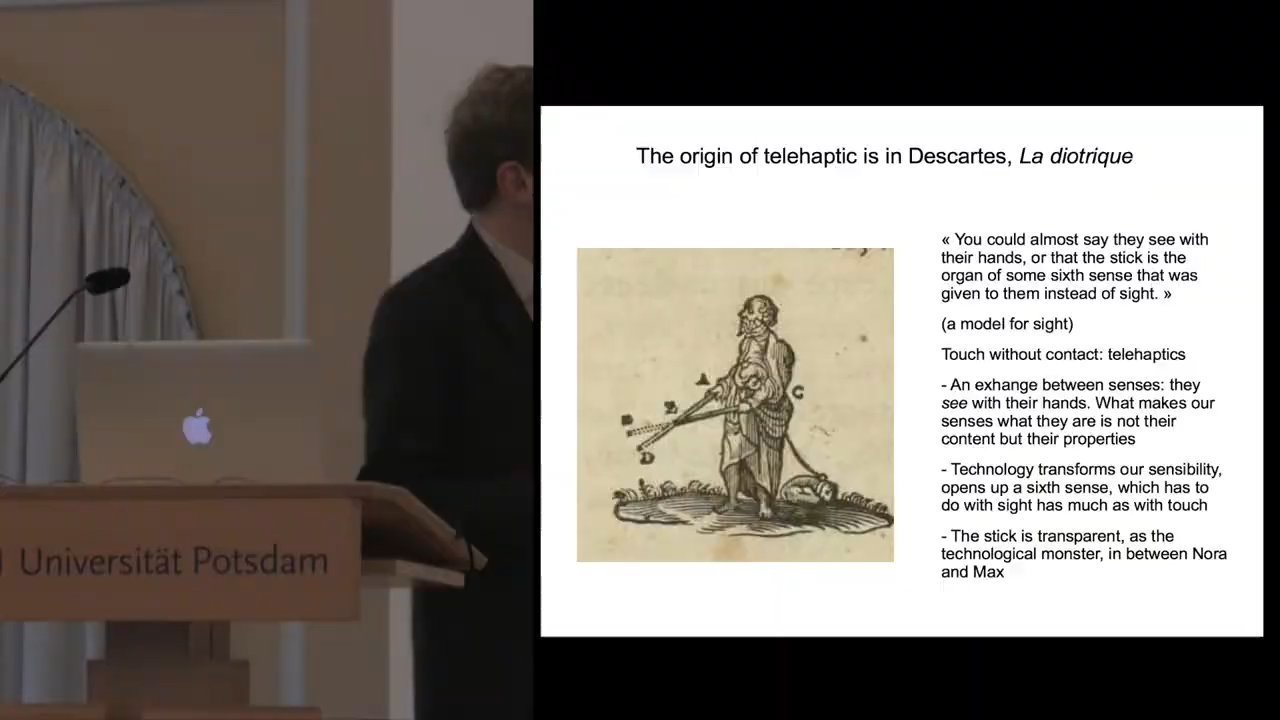 The origin of telehaptic is in Descartes, La diotrique
« You could almost say they see with
their hands, or that the stick is the
organ of some sixth sense that was
given to them instead of sight. »
(a model for sight)
Touch without contact: telehaptics
- An exhange between senses: they
see with their hands. What makes our
senses what they are is not their
content but their properties
- Technology transforms our sensibility,
opens up a sixth sense, which has to
do with sight has much as with touch
- The stick is transparent, as the
technological monster, in between Nora
and Max
A
C
D
Universität Potsdam